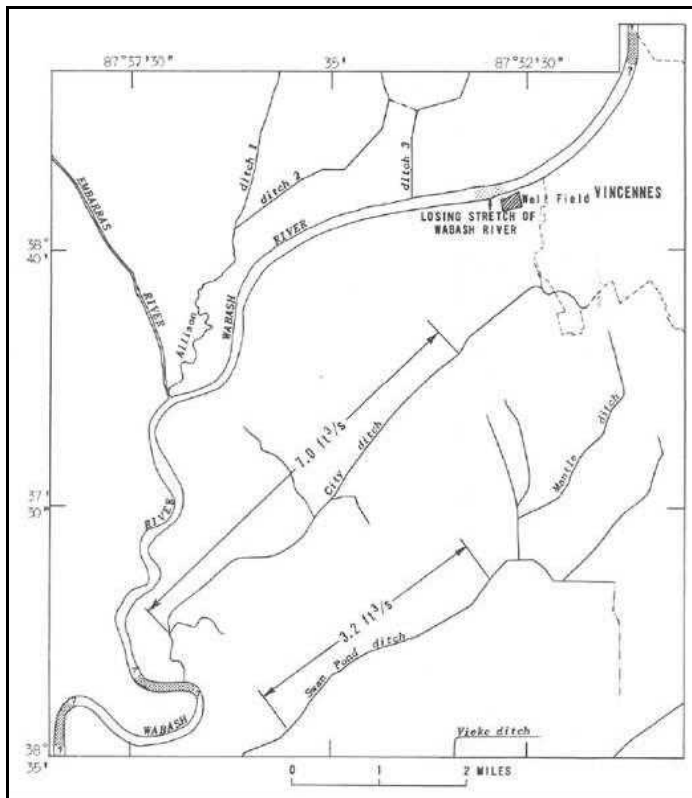 87°37'30"
35'
87°32'30"
?
?
EMBARRAS
RIVER
ditch 1
ditch 2
ditch 3
Well Field
VINCENNES
LOSING STRETCH OF
WABASH RIVER
38°
40'
RIVER
WABASH
Allison
7.0 ft³/s
City ditch
Mantle
ditch
37'
30"
RIVER
3.2 ft³/s
Swan Pond ditch
?
?
?
WABASH
?
Vieke ditch
38°
35'
0 1 2 MILES